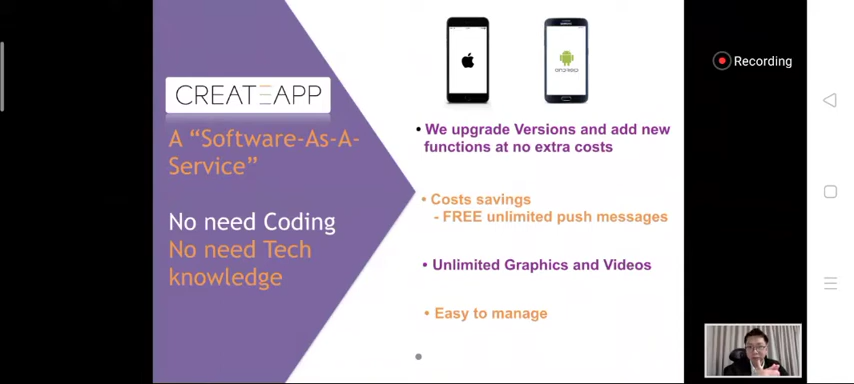 CREATEAPP
A “Software-As-A-
Service”
No need Coding
No need Tech
knowledge
SAMSUNG
ANDROID
• We upgrade Versions and add new
functions at no extra costs
• Costs savings
- FREE unlimited push messages
• Unlimited Graphics and Videos
• Easy to manage
Recording